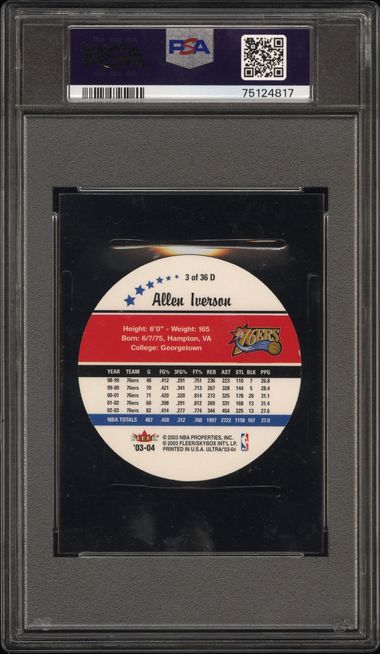 PSA
75124817
3 of 36 D
Allen Iverson
Height: 6'0" - Weight: 165
Born: 6/7/75, Hampton, VA
College: Georgetown
76ERS
YEAR TEAM G FG% 3FG% FT% REB AST STL BLK PPG
98-99 76ers 48 .412 .291 .751 236 223 110 7 26.8
99-00 76ers 70 .421 .341 .713 267 328 144 5 28.4
00-01 76ers 71 .420 .320 .814 273 325 178 20 31.1
01-02 76ers 60 .398 .291 .812 269 331 168 13 31.4
02-03 76ers 82 .414 .277 .774 344 454 225 13 27.6
NBA TOTALS 487 .420 .312 .760 1997 2722 1158 107 27.0
FLEER
'03-04
© 2003 NBA PROPERTIES, INC.
© 2003 FLEER/SKYBOX INT'L LP.
PRINTED IN U.S.A. ULTRA '03-04